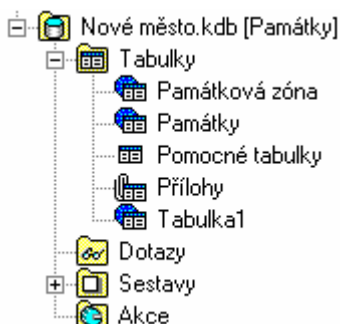 Nové město.kdb [Památky]
Tabulky
Památková zóna
Památky
Pomocné tabulky
Přílohy
Tabulka1
Dotazy
Sestavy
Akce